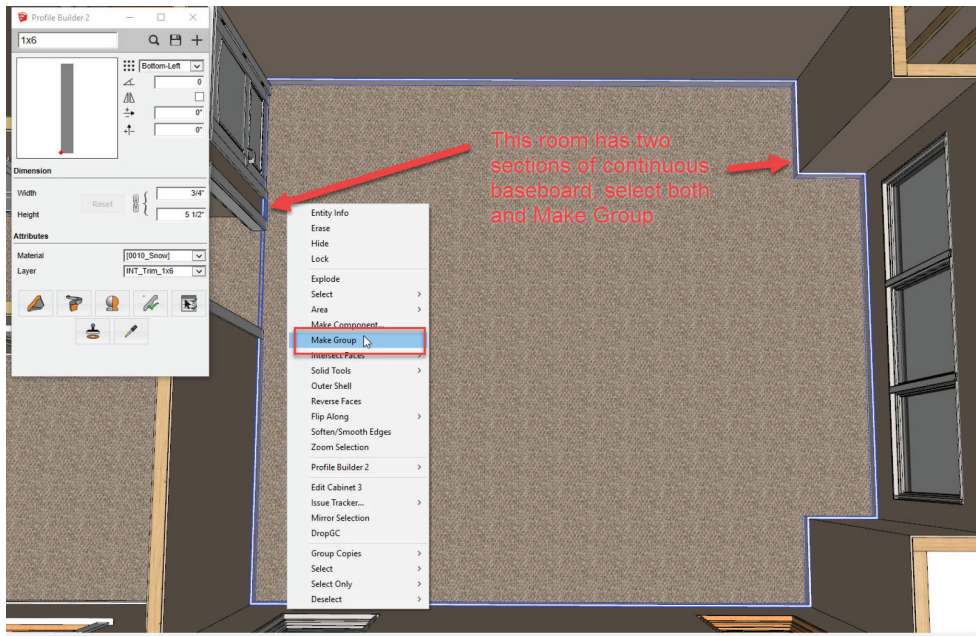 Profile Builder 2
1x6
Bottom-Left
0
0"
0"
Dimension
Width 3/4"
Reset
Height 5 1/2"
Attributes
Material [0010_Snow]
Layer INT_Trim_1x6
This room has two
sections of continuous
baseboard select both
and Make Group
Entity Info
Erase
Hide
Lock
Explode
Select
Area
Make Component...
Make Group
Intersect Faces
Solid Tools
Outer Shell
Reverse Faces
Flip Along
Soften/Smooth Edges
Zoom Selection
Profile Builder 2
Edit Cabinet 3
Issue Tracker...
Mirror Selection
DropGC
Group Copies
Select
Select Only
Deselect